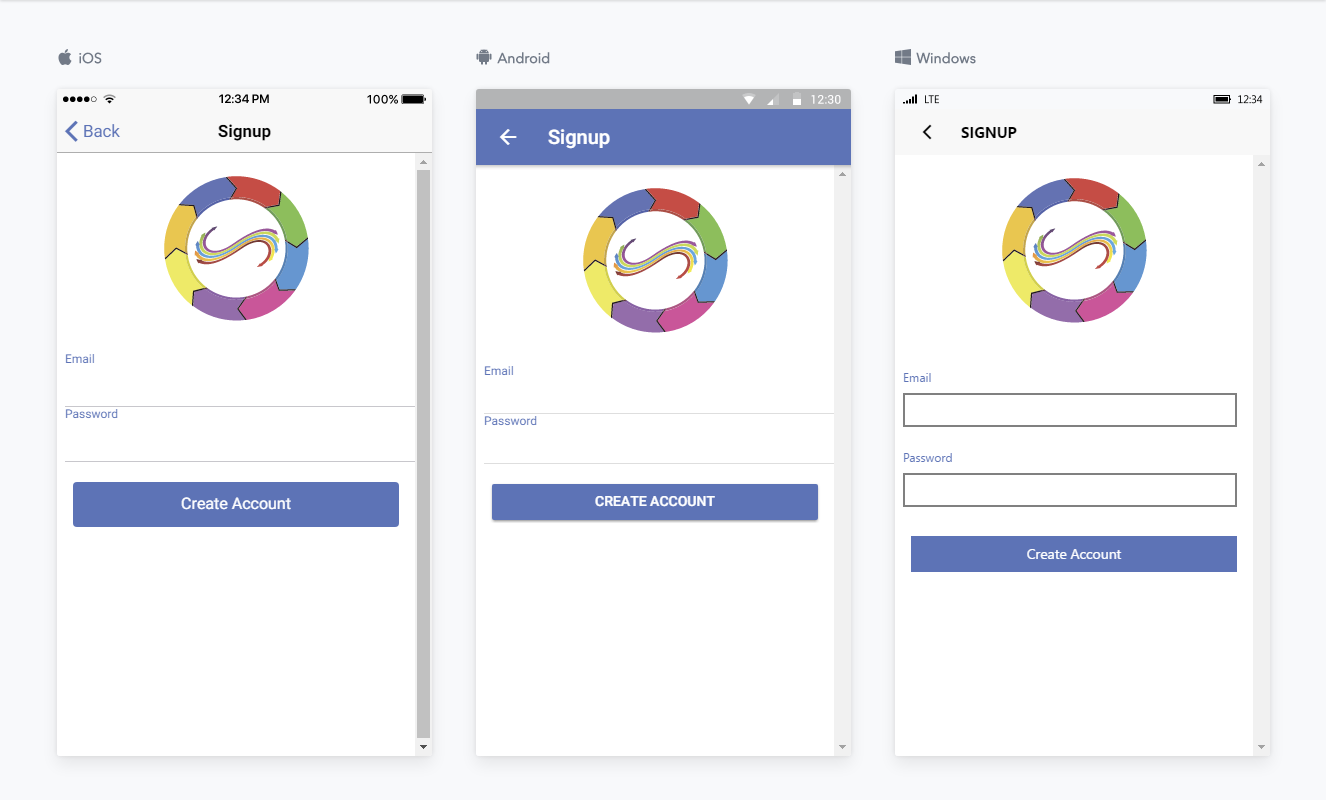 iOS
12:34 PM
100%
Back
Signup
Email
Password
Create Account
Android
12:30
Signup
Email
Password
CREATE ACCOUNT
Windows
LTE
12:34
SIGNUP
Email
Password
Create Account